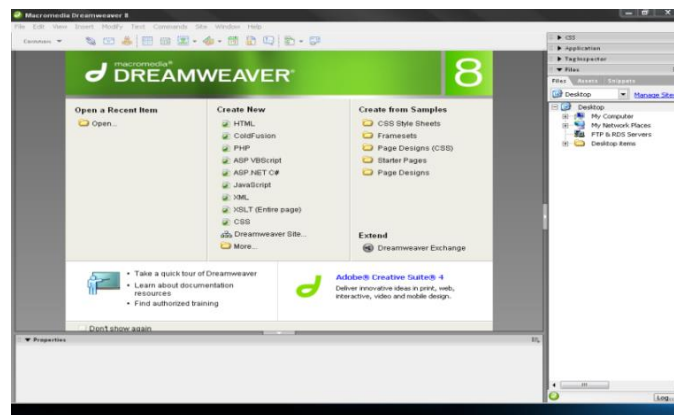 Macromedia Dreamweaver 8
File Edit View Insert Modify Text Commands Site Window Help
Common
macromedia®
DREAMWEAVER® 8
Open a Recent Item
Open...
Create New
HTML
ColdFusion
PHP
ASP VBScript
ASP.NET C#
JavaScript
XML
XSLT (Entire page)
CSS
Dreamweaver Site...
More...
Create from Samples
CSS Style Sheets
Framesets
Page Designs (CSS)
Starter Pages
Page Designs
Extend
Dreamweaver Exchange
Take a quick tour of Dreamweaver
Learn about documentation
resources
Find authorized training
Adobe® Creative Suite® 4
Deliver innovative ideas in print, web,
interactive, video and mobile design.
Don't show again
Properties
CSS
Application
Tag Inspector
Files
Files Assets Snippets
Desktop Manage Site
Desktop
My Computer
My Network Places
FTP & RDS Servers
Desktop items
Log...